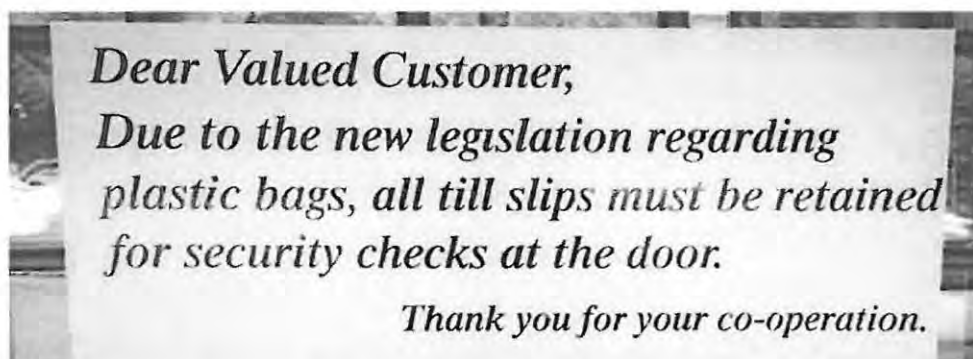 Dear Valued Customer,
Due to the new legislation regarding
plastic bags, all till slips must be retained
for security checks at the door.
Thank you for your co-operation.